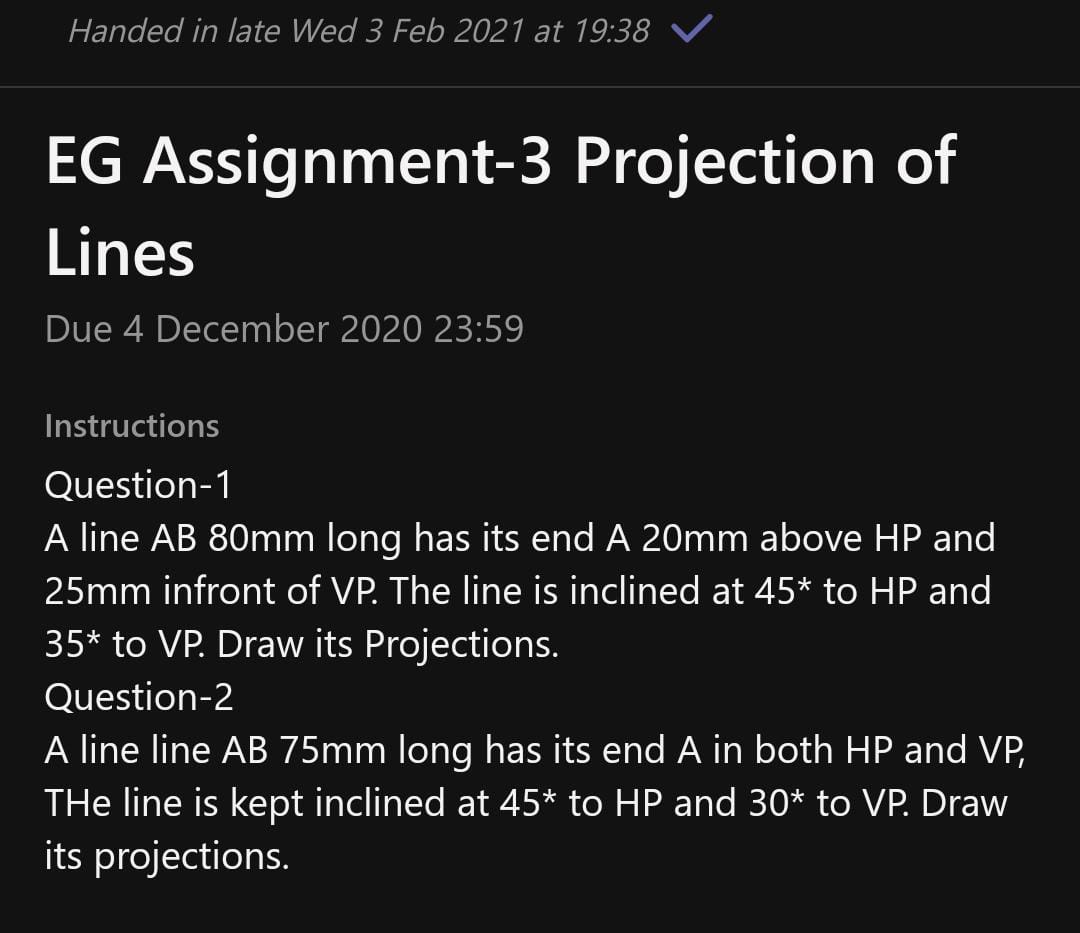 Handed in late Wed 3 Feb 2021 at 19:38
EG Assignment-3 Projection of
Lines
Due 4 December 2020 23:59
Instructions
Question-1
A line AB 80mm long has its end A 20mm above HP and
25mm infront of VP. The line is inclined at 45* to HP and
35* to VP. Draw its Projections.
Question-2
A line line AB 75mm long has its end A in both HP and VP,
THe line is kept inclined at 45* to HP and 30* to VP. Draw
its projections.